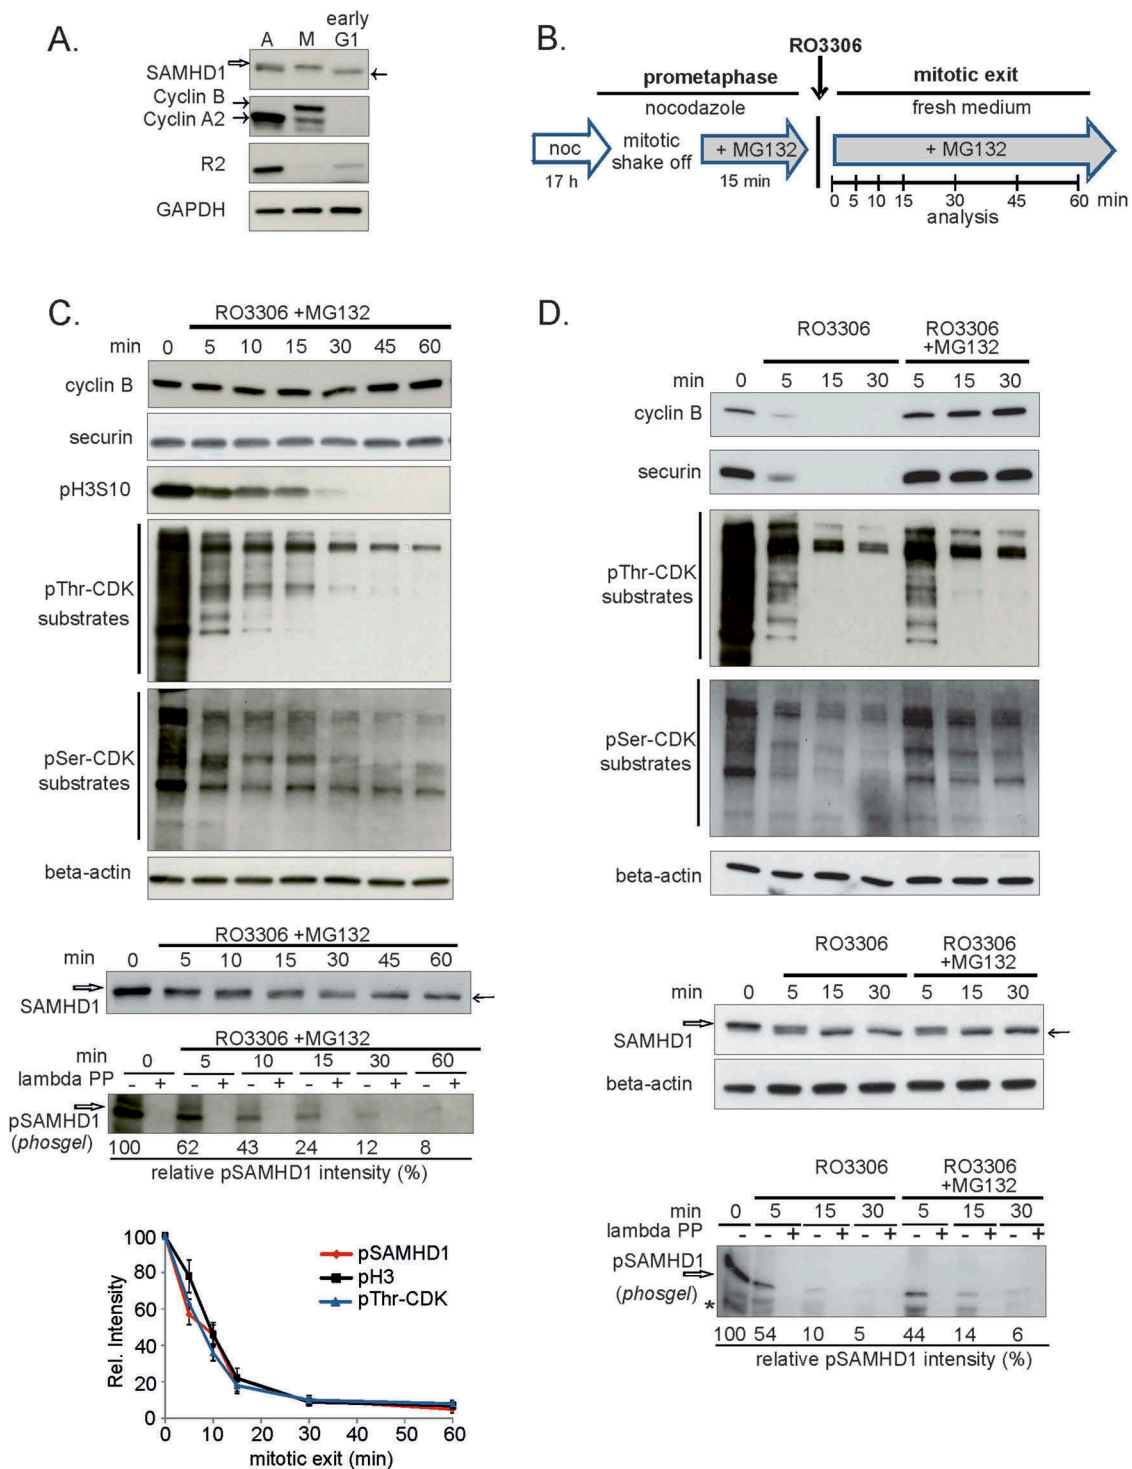 A.
A M early G1
SAMHD1
Cyclin B
Cyclin A2
R2
GAPDH
B.
RO3306
prometaphase mitotic exit
nocodazole fresh medium
noc mitotic shake off + MG132 + MG132
17 h 15 min
0 5 10 15 30 45 60 min
analysis
C.
RO3306 +MG132
min 0 5 10 15 30 45 60
cyclin B
securin
pH3S10
pThr-CDK
substrates
pSer-CDK
substrates
beta-actin
RO3306 +MG132
min 0 5 10 15 30 45 60
SAMHD1
RO3306 +MG132
min 0 5 10 15 30 60
lambda PP - + - + - + - + - + - +
pSAMHD1
(phosgel)
100 62 43 24 12 8
relative pSAMHD1 intensity (%)
Rel. Intensity
100
80
60
40
20
0
pSAMHD1
pH3
pThr-CDK
0 10 20 30 40 50 60
mitotic exit (min)
D.
RO3306 RO3306
+MG132
min 0 5 15 30 5 15 30
cyclin B
securin
pThr-CDK
substrates
pSer-CDK
substrates
beta-actin
RO3306 RO3306
+MG132
min 0 5 15 30 5 15 30
SAMHD1
beta-actin
RO3306 RO3306
+MG132
min 0 5 15 30 5 15 30
lambda PP - - + - + - + - + - + - +
pSAMHD1
(phosgel)
*
100 54 10 5 44 14 6
relative pSAMHD1 intensity (%)